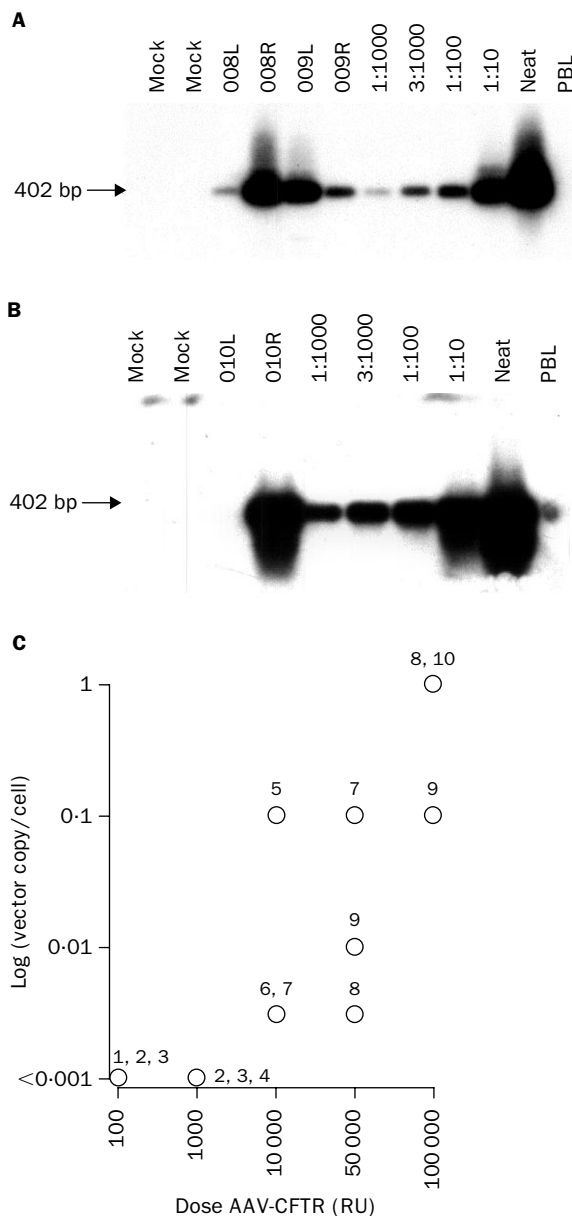 A
Mock
Mock
008L
008R
009L
009R
1:1000
3:1000
1:100
1:10
Neat
PBL
402 bp
B
Mock
Mock
010L
010R
1:1000
3:1000
1:100
1:10
Neat
PBL
402 bp
C
Log (vector copy/cell)
1
0·1
0·01
<0·001
8, 10
5
7
9
9
6, 7
8
1, 2, 3
2, 3, 4
100
1000
10 000
50 000
100 000
Dose AAV-CFTR (RU)